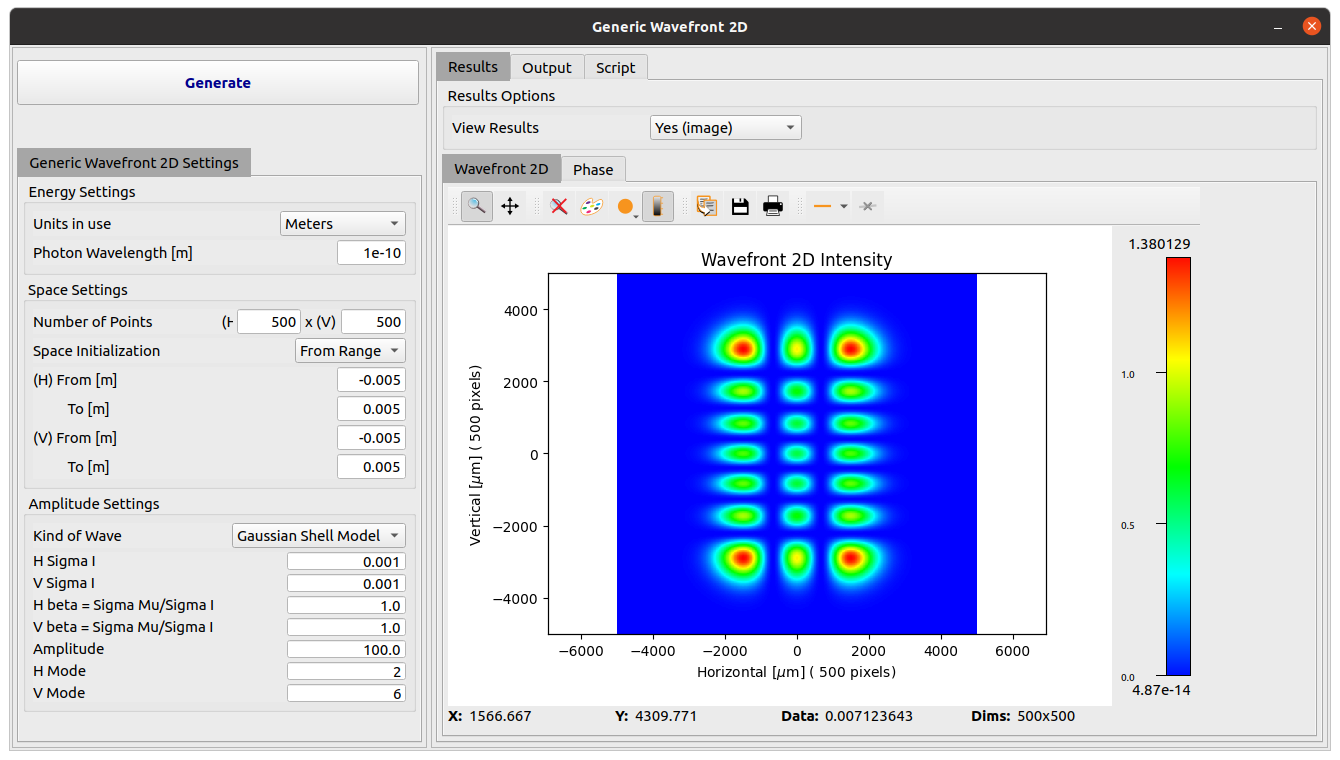 Generic Wavefront 2D
Generate
Generic Wavefront 2D Settings
Energy Settings
Units in use Meters
Photon Wavelength [m] 1e-10
Space Settings
Number of Points (H 500 x (V) 500
Space Initialization From Range
(H) From [m] -0.005
To [m] 0.005
(V) From [m] -0.005
To [m] 0.005
Amplitude Settings
Kind of Wave Gaussian Shell Model
H Sigma I 0.001
V Sigma I 0.001
H beta = Sigma Mu/Sigma I 1.0
V beta = Sigma Mu/Sigma I 1.0
Amplitude 100.0
H Mode 2
V Mode 6
Results Output Script
Results Options
View Results Yes (image)
Wavefront 2D Phase
Wavefront 2D Intensity
4000
2000
0
−2000
−4000
Vertical [μm] ( 500 pixels)
−6000 −4000 −2000 0 2000 4000 6000
Horizontal [μm] ( 500 pixels)
1.380129
1.0
0.5
0.0
4.87e-14
X: 1566.667 Y: 4309.771 Data: 0.007123643 Dims: 500x500